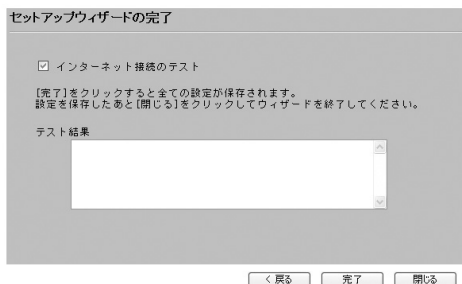 セットアップウィザードの完了
インターネット接続のテスト
[完了]をクリックすると全ての設定が保存されます。
設定を保存したあと[閉じる]をクリックしてウィザードを終了してください。
テスト結果
< 戻る
完了
閉じる